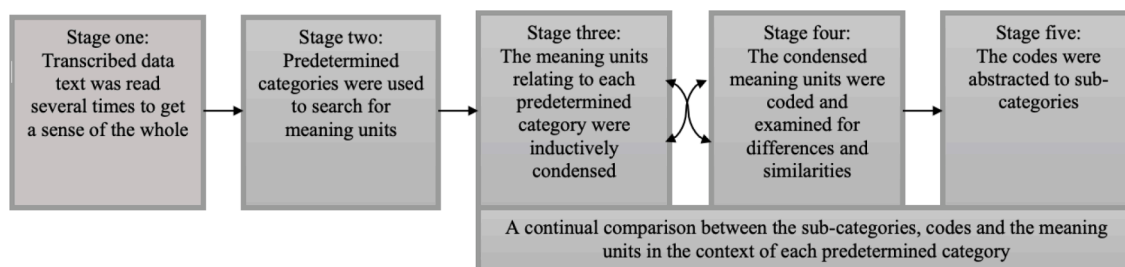 Stage one:
Transcribed data
text was read
several times to get
a sense of the whole
Stage two:
Predetermined
categories were used
to search for
meaning units
Stage three:
The meaning units
relating to each
predetermined
category were
inductively
condensed
Stage four:
The condensed
meaning units were
coded and
examined for
differences and
similarities
Stage five:
The codes were
abstracted to sub-
categories
A continual comparison between the sub-categories, codes and the meaning
units in the context of each predetermined category